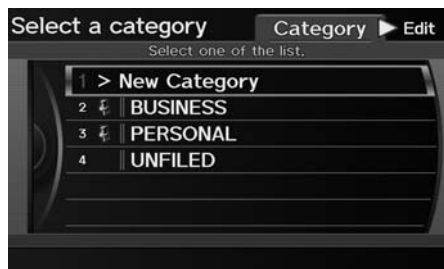 Select a category Category ▶ Edit
Select one of the list.
1 > New Category
2 BUSINESS
3 PERSONAL
4 UNFILED